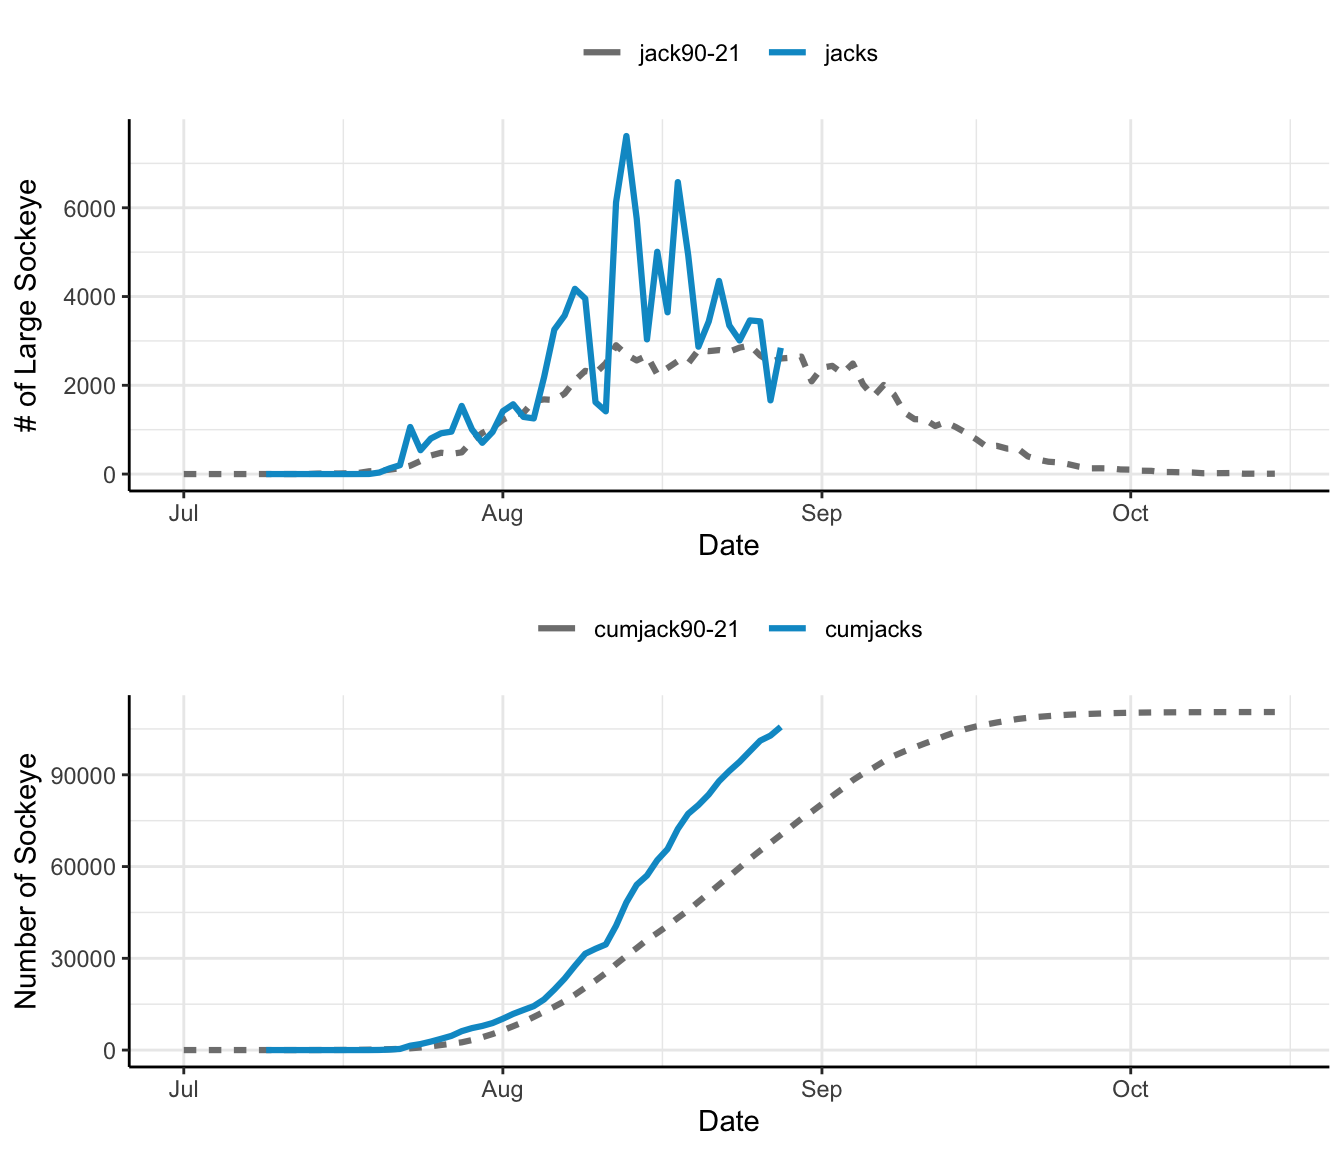 jack90-21 jacks
# of Large Sockeye
6000
4000
2000
0
Jul Aug Sep Oct
Date
cumjack90-21 cumjacks
Number of Sockeye
90000
60000
30000
0
Jul Aug Sep Oct
Date